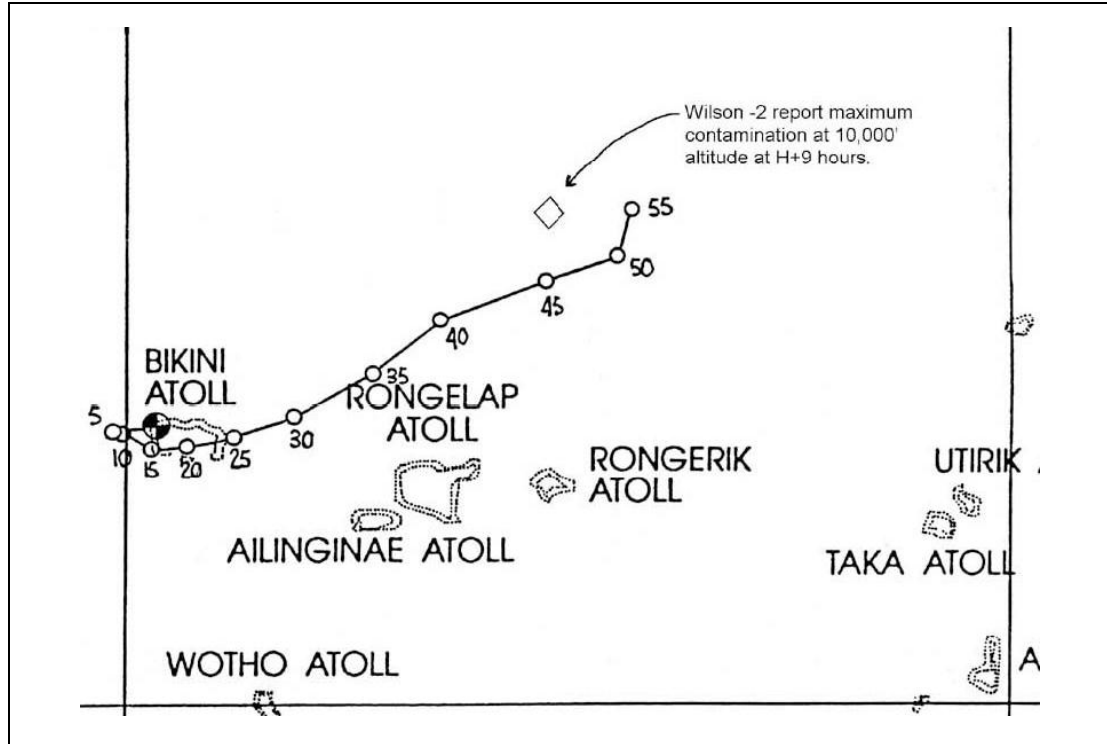 Wilson -2 report maximum
contamination at 10,000'
altitude at H+9 hours.
55
50
45
40
BIKINI
ATOLL
35
RONGELAP
ATOLL
5
30
10
15
20
25
RONGERIK
ATOLL
UTIRIK A
AILINGINAE ATOLL
TAKA ATOLL
WOTHO ATOLL
A